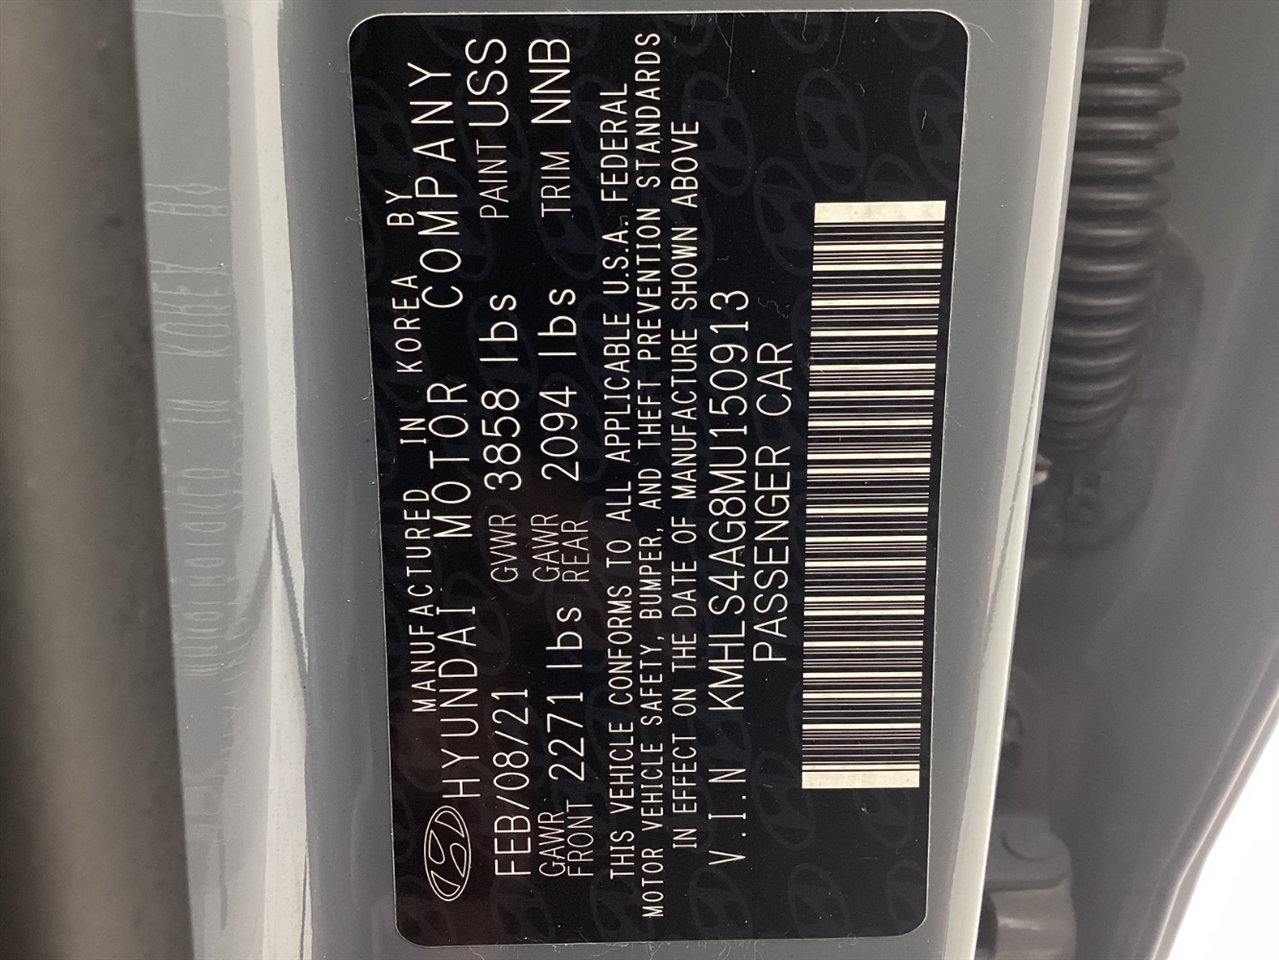 MANUFACTURED IN KOREA BY
HYUNDAI MOTOR COMPANY
FEB/08/21 GVWR 3858 lbs PAINT USS
GAWR FRONT 2271 lbs GAWR REAR 2094 lbs TRIM NNB
THIS VEHICLE CONFORMS TO ALL APPLICABLE U.S.A. FEDERAL
MOTOR VEHICLE SAFETY, BUMPER, AND THEFT PREVENTION STANDARDS
IN EFFECT ON THE DATE OF MANUFACTURE SHOWN ABOVE
V.I.N KMHLS4AG8MU150913
PASSENGER CAR